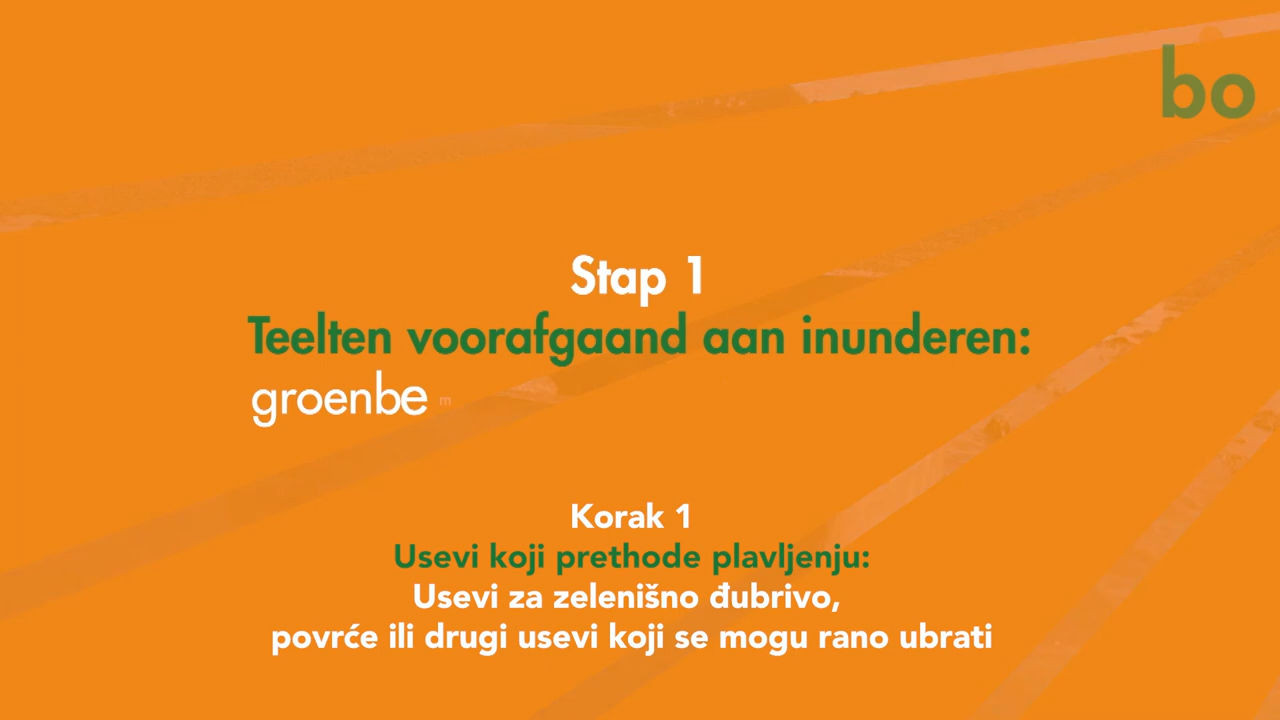 bo
Stap 1
Teelten voorafgaand aan inunderen:
groenbe m
Korak 1
Usevi koji prethode plavljenju:
Usevi za zelenišno đubrivo,
povrće ili drugi usevi koji se mogu rano ubrati